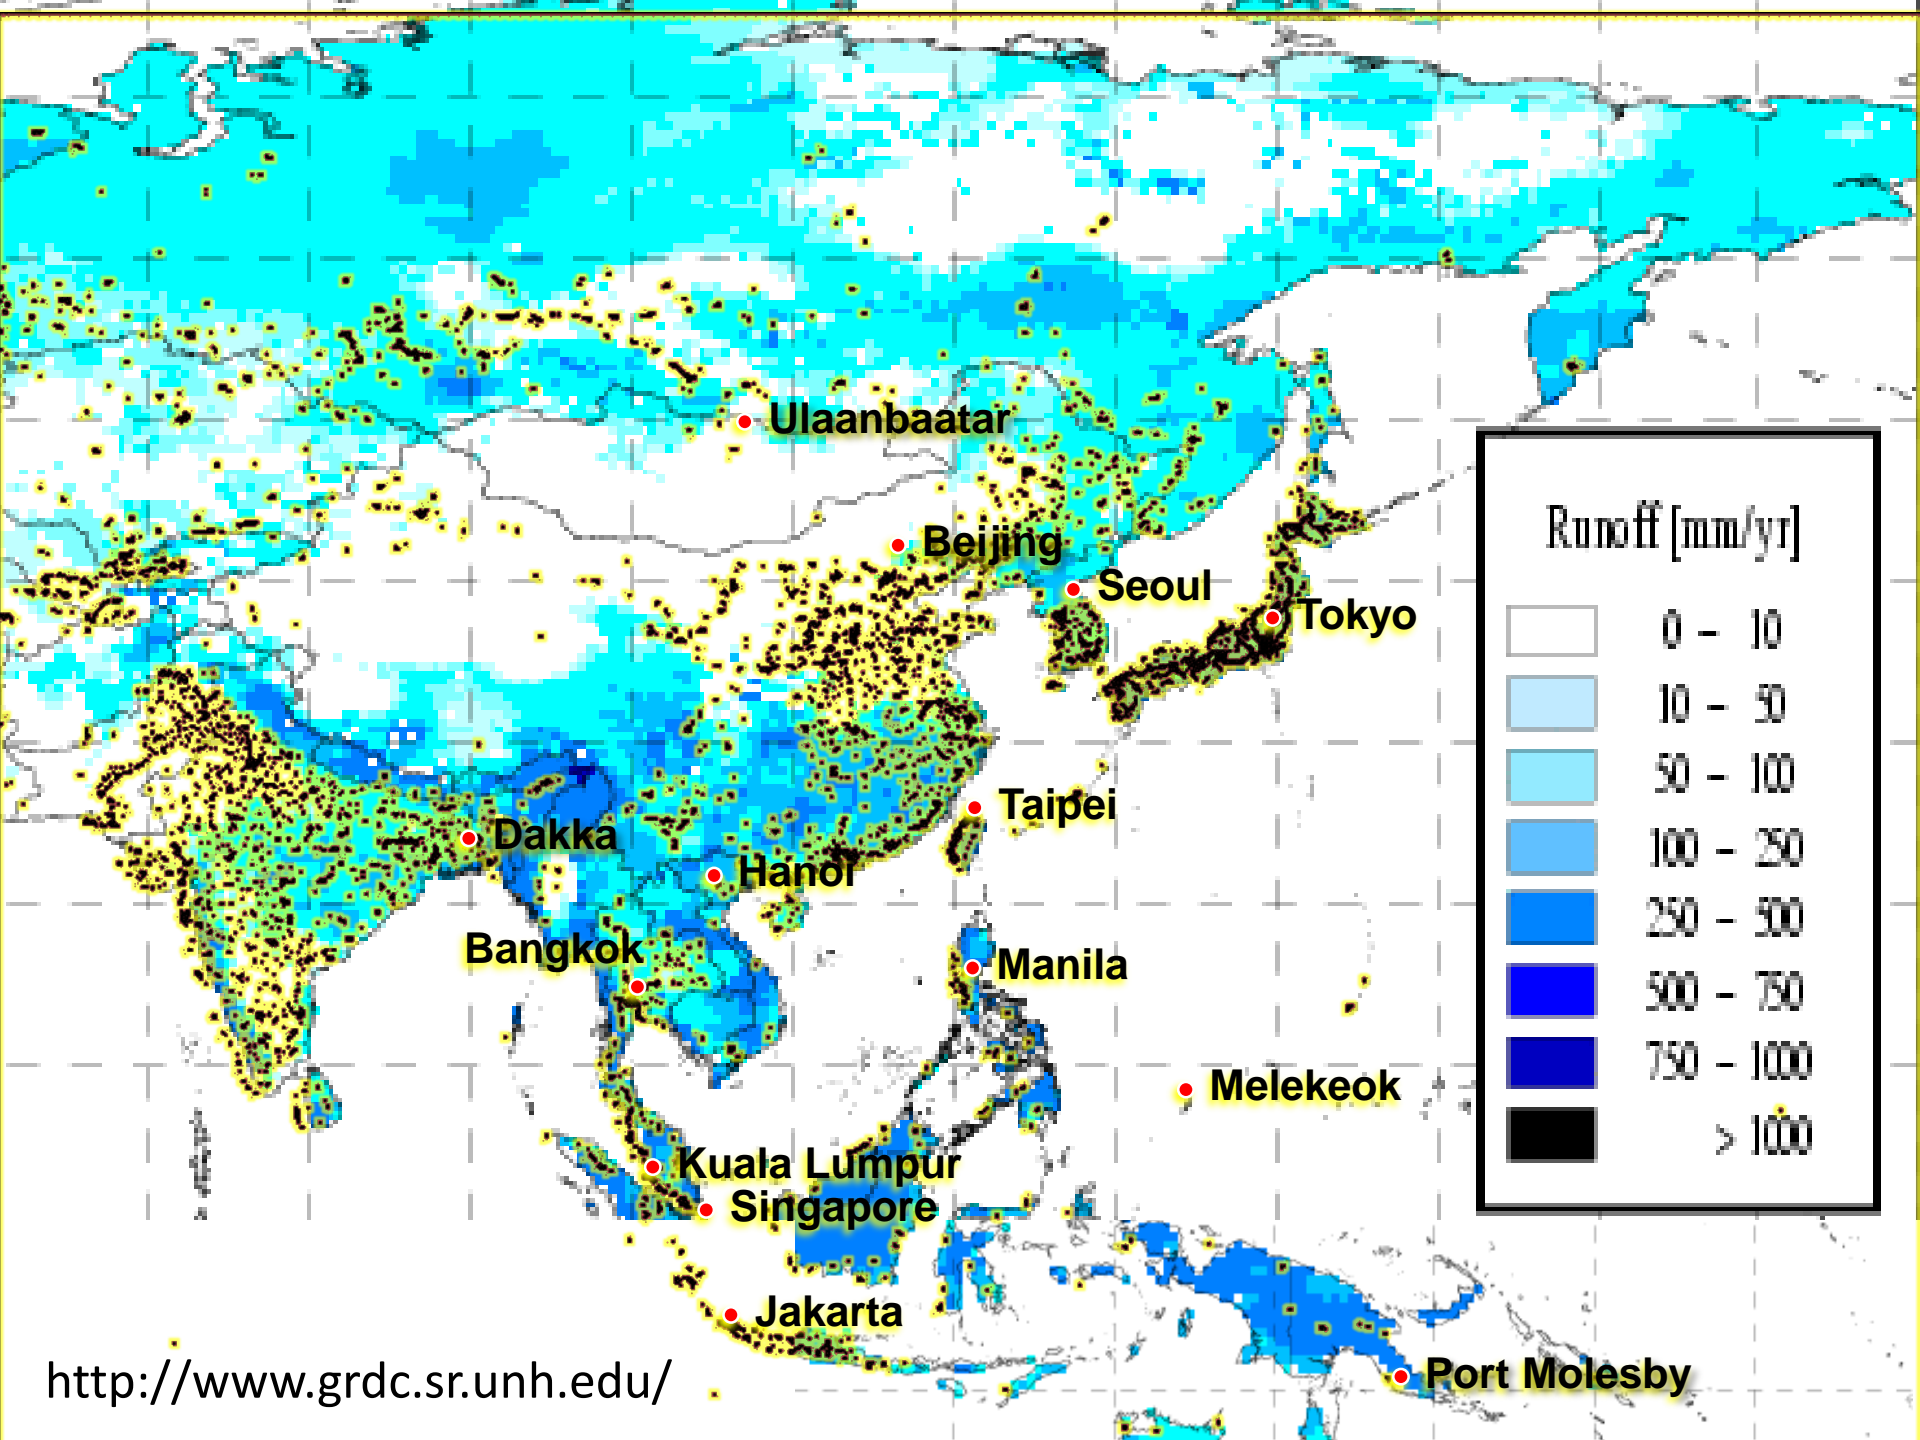 Ulaanbaatar
Beijing
Seoul
Tokyo
Taipei
Dakka
Hanoi
Bangkok
Manila
Melekeok
Kuala Lumpur
Singapore
Jakarta
Port Molesby
http://www.grdc.sr.unh.edu/
Runoff [mm/yr]
0 - 10
10 - 50
50 - 100
100 - 250
250 - 500
500 - 750
750 - 1000
> 1000